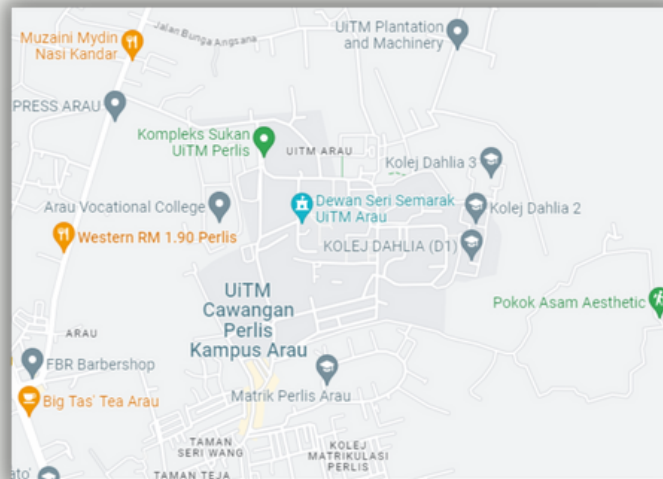 UiTM Plantation
and Machinery
Jalan Bunga Angsana
Muzaini Mydin
Nasi Kandar
PRESS ARAU
Kompleks Sukan
UiTM Perlis
UITM ARAU
Kolej Dahlia 3
Arau Vocational College
Dewan Seri Semarak
UiTM Arau
Kolej Dahlia 2
Western RM 1.90 Perlis
KOLEJ DAHLIA (D1)
UiTM
Cawangan
Perlis
Kampus Arau
Pokok Asam Aesthetic
ARAU
FBR Barbershop
Matrik Perlis Arau
Big Tas' Tea Arau
TAMAN
SERI WANG
KOLEJ
MATRIKULASI
PERLIS
ato'
TAMAN TEJA